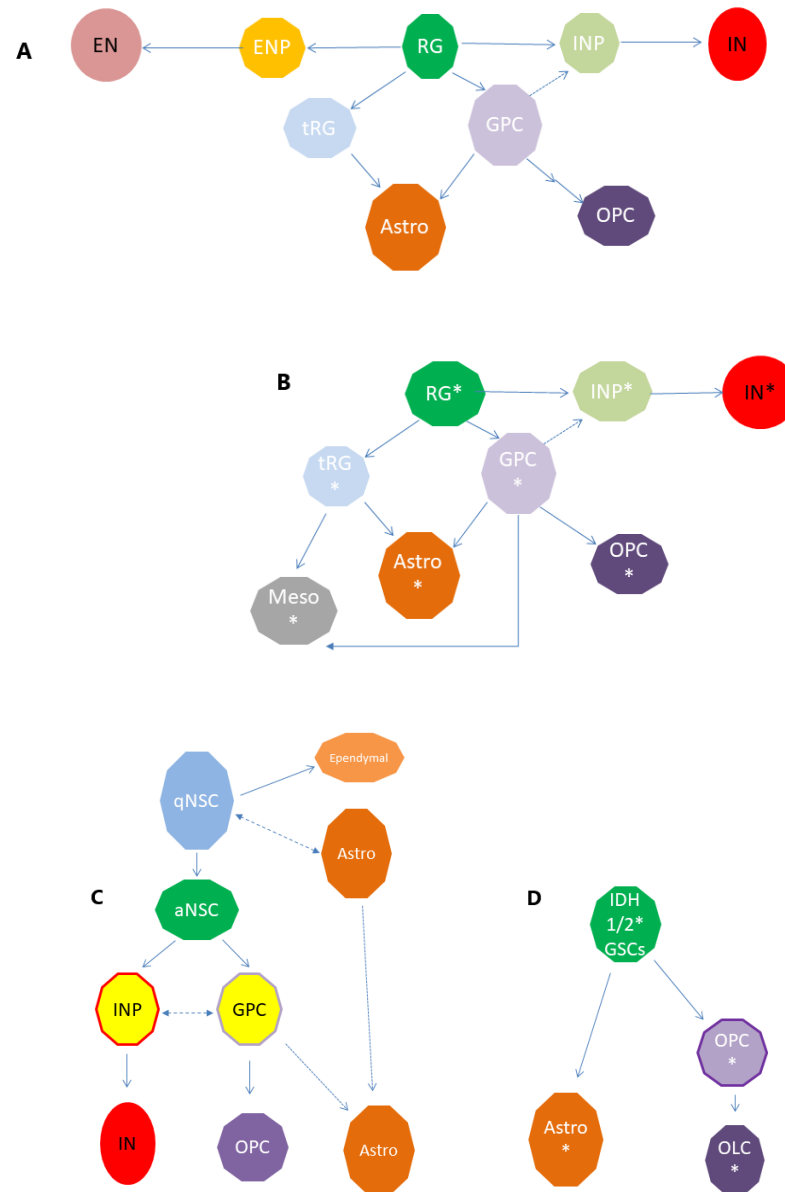 A
EN
ENP
RG
INP
IN
tRG
GPC
Astro
OPC
B
RG*
INP*
IN*
tRG
*
GPC
*
Astro
*
OPC
*
Meso
*
C
qNSC
Ependymal
Astro
aNSC
INP
GPC
IN
OPC
Astro
D
IDH
1/2*
GSCs
OPC
*
Astro
*
OLC
*